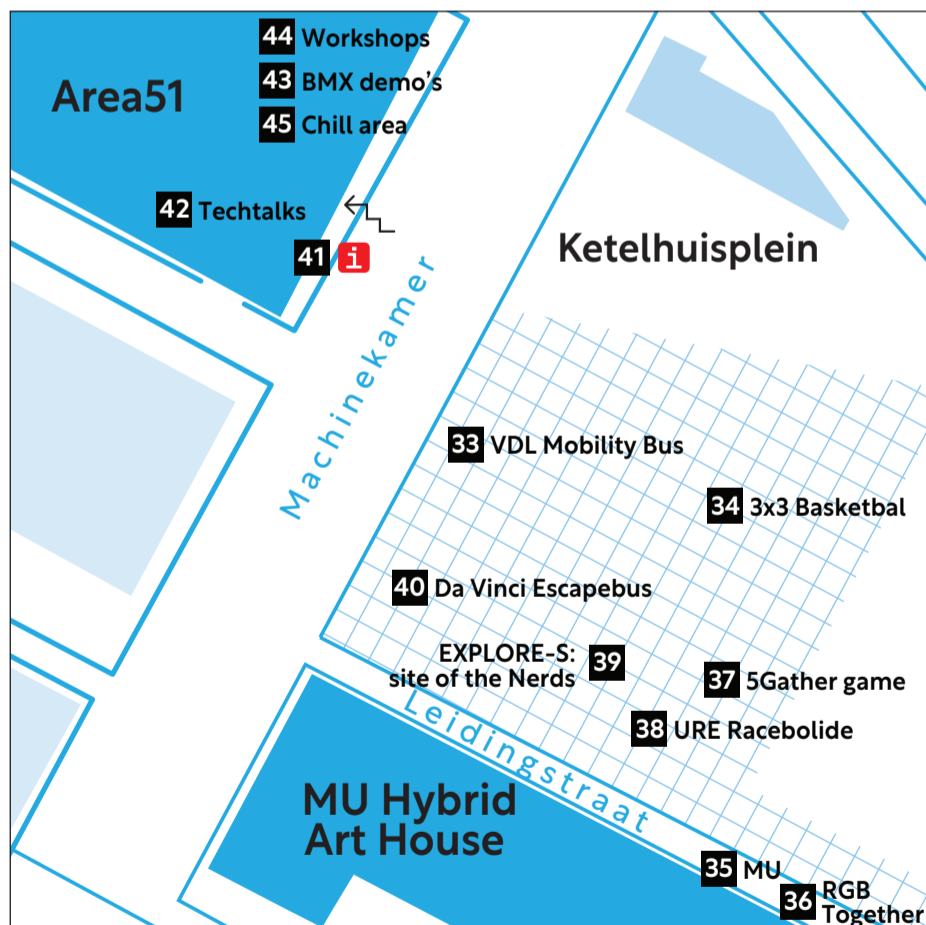 44 Workshops
43 BMX demo's
45 Chill area
Area51
42 Techtalks
41 i
Ketelhuisplein
Machinekamer
33 VDL Mobility Bus
34 3x3 Basketbal
40 Da Vinci Escapebus
EXPLORE-S:
site of the Nerds
39
37 5Gather game
38 URE Racebolide
Leidingstraat
MU Hybrid
Art House
35 MU
36 RGB
Together